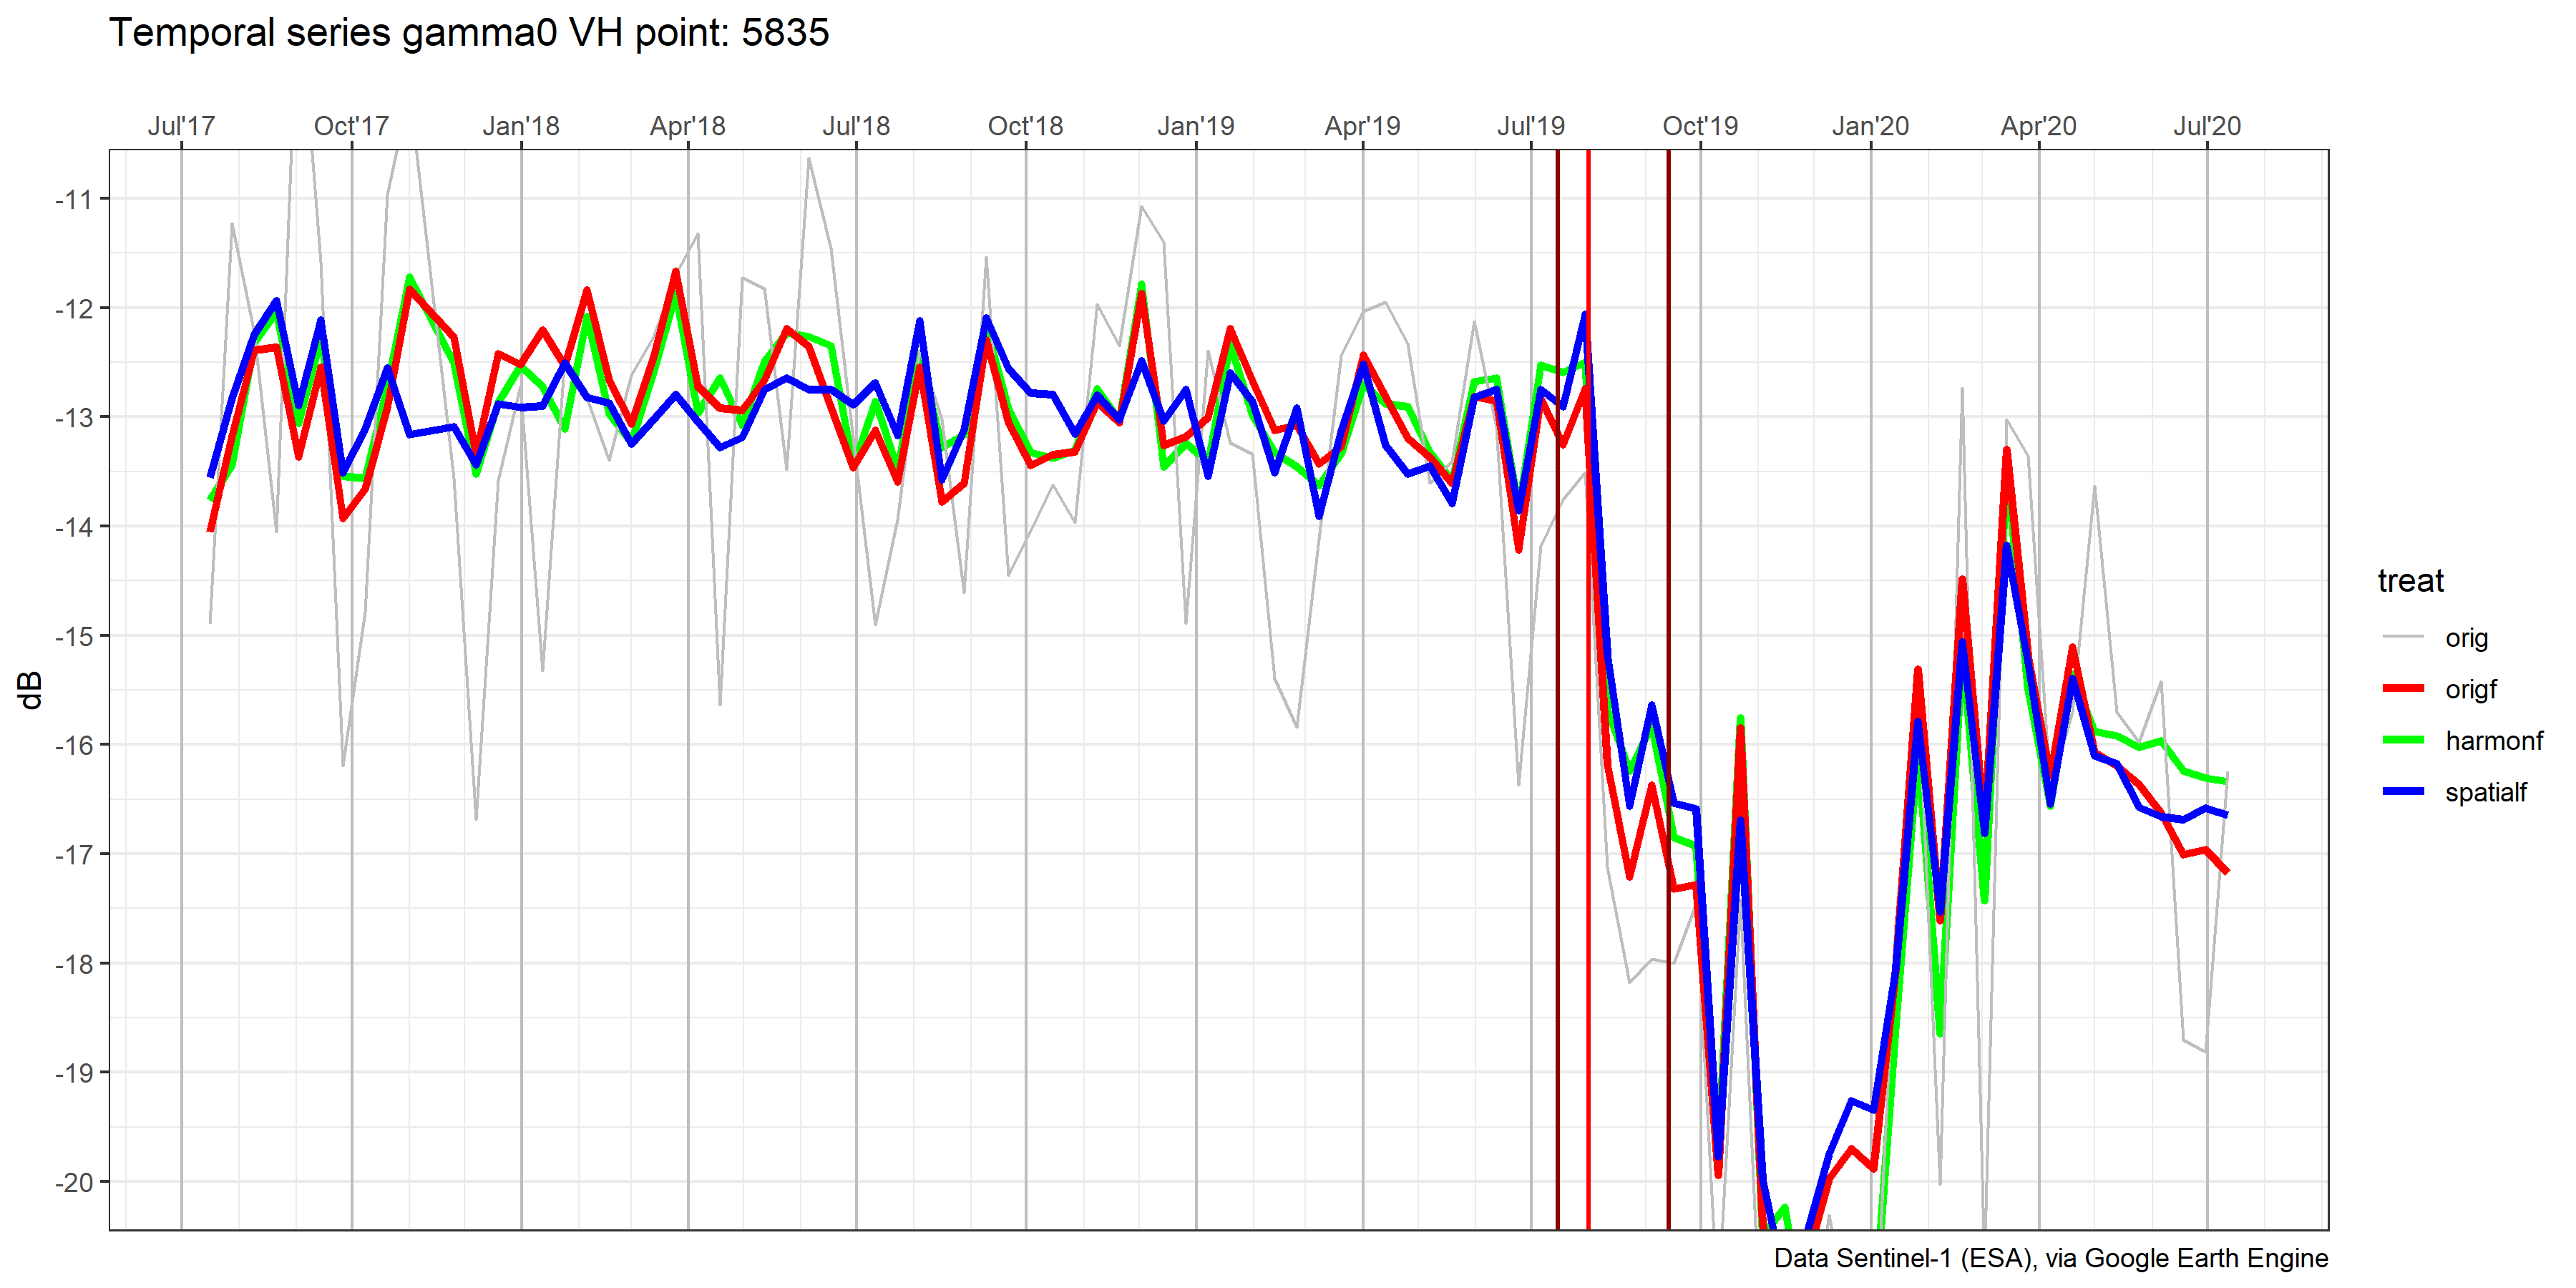 Temporal series gamma0 VH point: 5835
Jul'17 Oct'17 Jan'18 Apr'18 Jul'18 Oct'18 Jan'19 Apr'19 Jul'19 Oct'19 Jan'20 Apr'20 Jul'20
-11
-12
-13
-14
-15
-16
-17
-18
-19
-20
dB
treat
orig
origf
harmonf
spatialf
Data Sentinel-1 (ESA), via Google Earth Engine